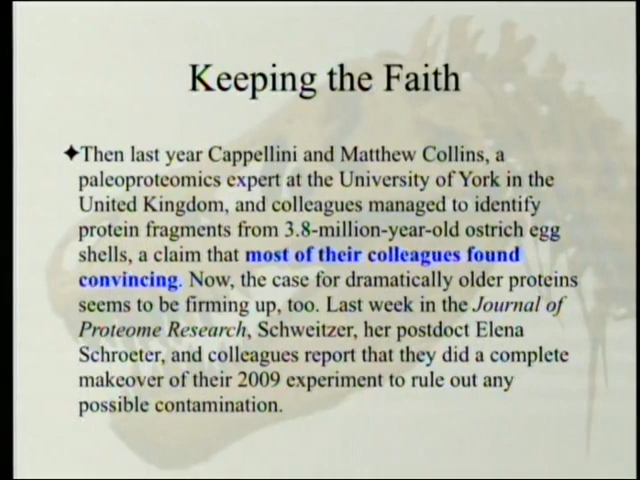 Keeping the Faith
✦Then last year Cappellini and Matthew Collins, a
paleoproteomics expert at the University of York in the
United Kingdom, and colleagues managed to identify
protein fragments from 3.8-million-year-old ostrich egg
shells, a claim that most of their colleagues found
convincing. Now, the case for dramatically older proteins
seems to be firming up, too. Last week in the Journal of
Proteome Research, Schweitzer, her postdoct Elena
Schroeter, and colleagues report that they did a complete
makeover of their 2009 experiment to rule out any
possible contamination.